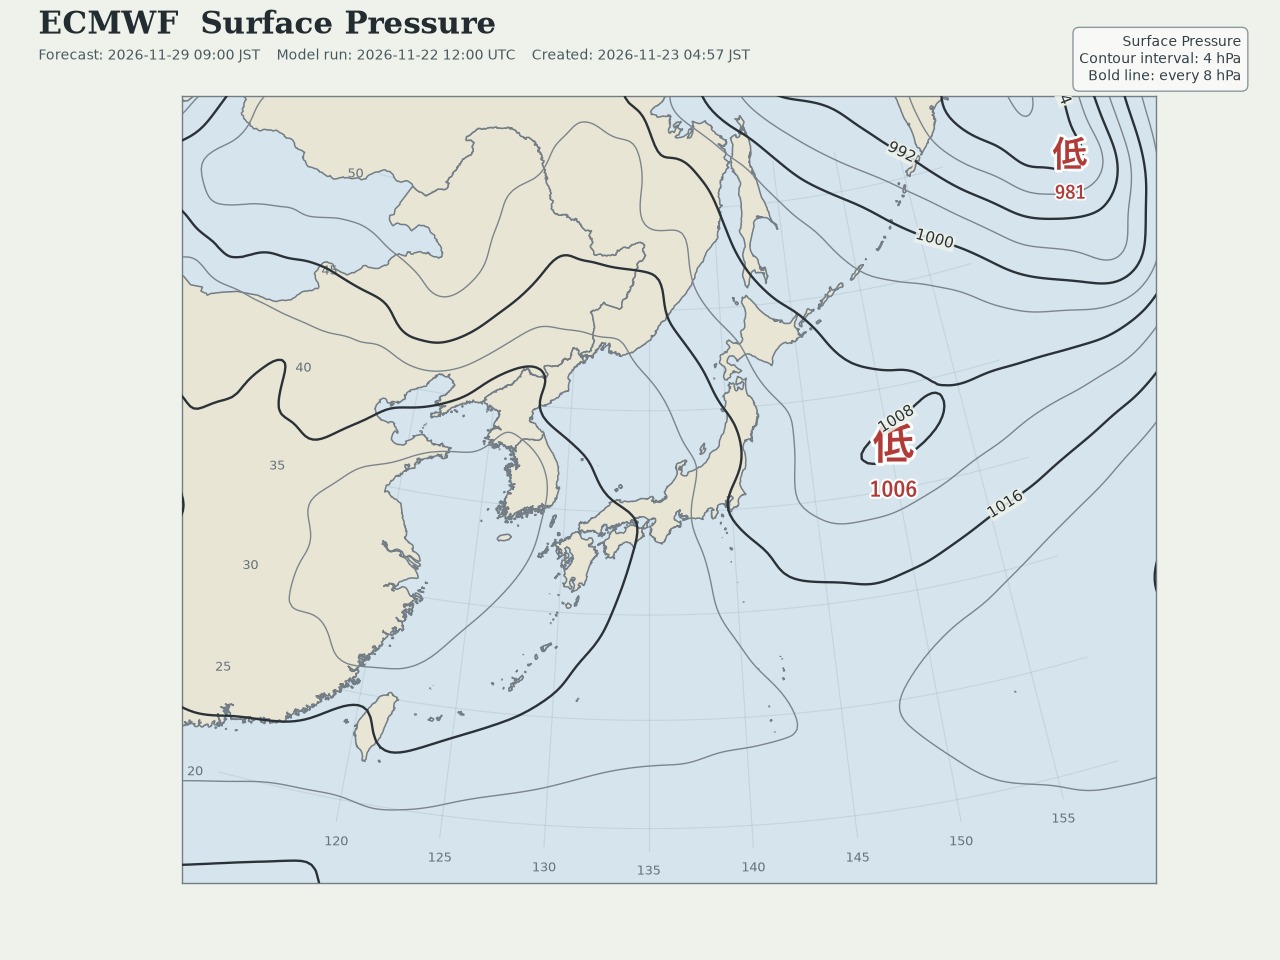 ECMWF  Surface Pressure
Forecast: 2026-11-29 09:00 JST    Model run: 2026-11-22 12:00 UTC    Created: 2026-11-23 04:57 JST
Surface Pressure
Contour interval: 4 hPa
Bold line: every 8 hPa
992
低
981
50
1000
40
1008
低
35
1006
1016
30
25
20
120
125
130
135
140
145
150
155